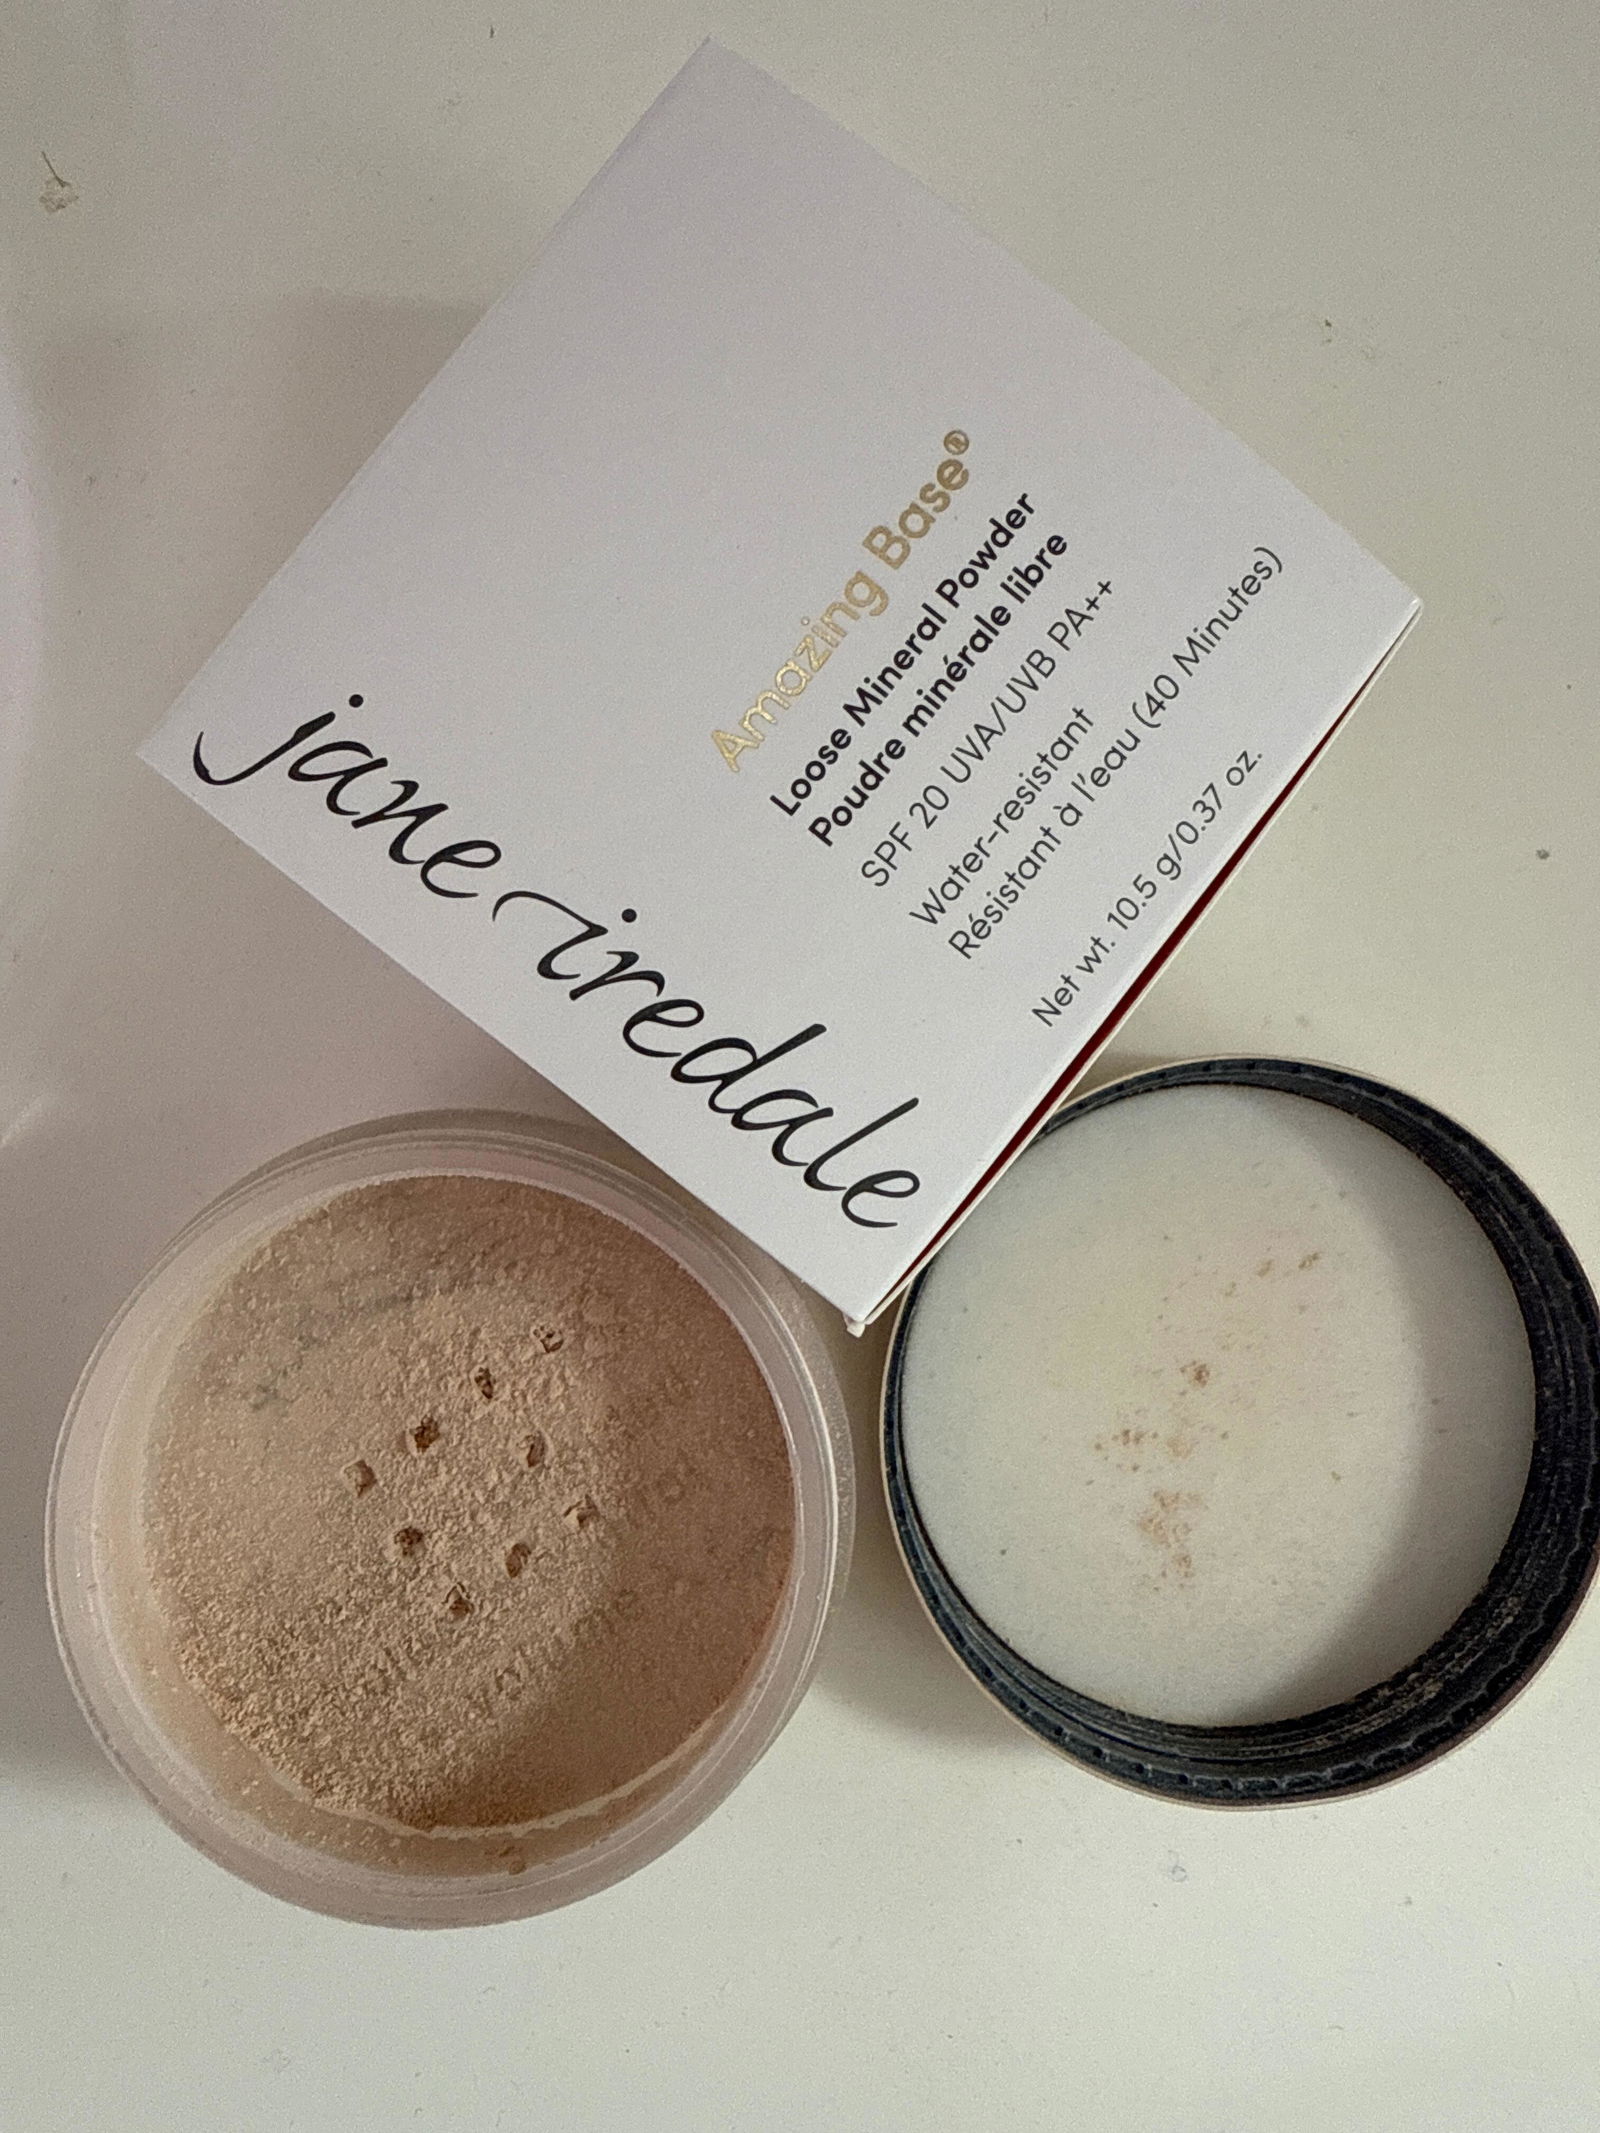 jane iredale
Amazing Base®
Loose Mineral Powder
Poudre minérale libre
SPF 20 UVA/UVB PA++
Water-resistant
Résistant à l'eau (40 Minutes)
Net wt. 10.5 g/0.37 oz.